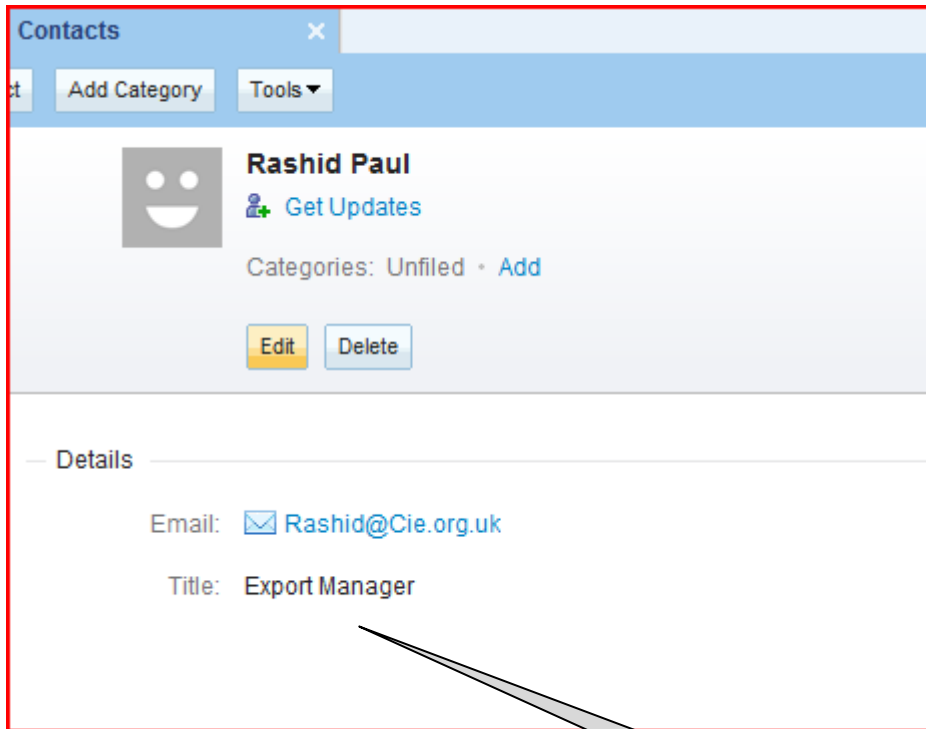 Contacts ×
ct Add Category Tools
Rashid Paul
Get Updates
Categories: Unfiled • Add
Edit Delete
Details
Email: Rashid@Cie.org.uk
Title: Export Manager